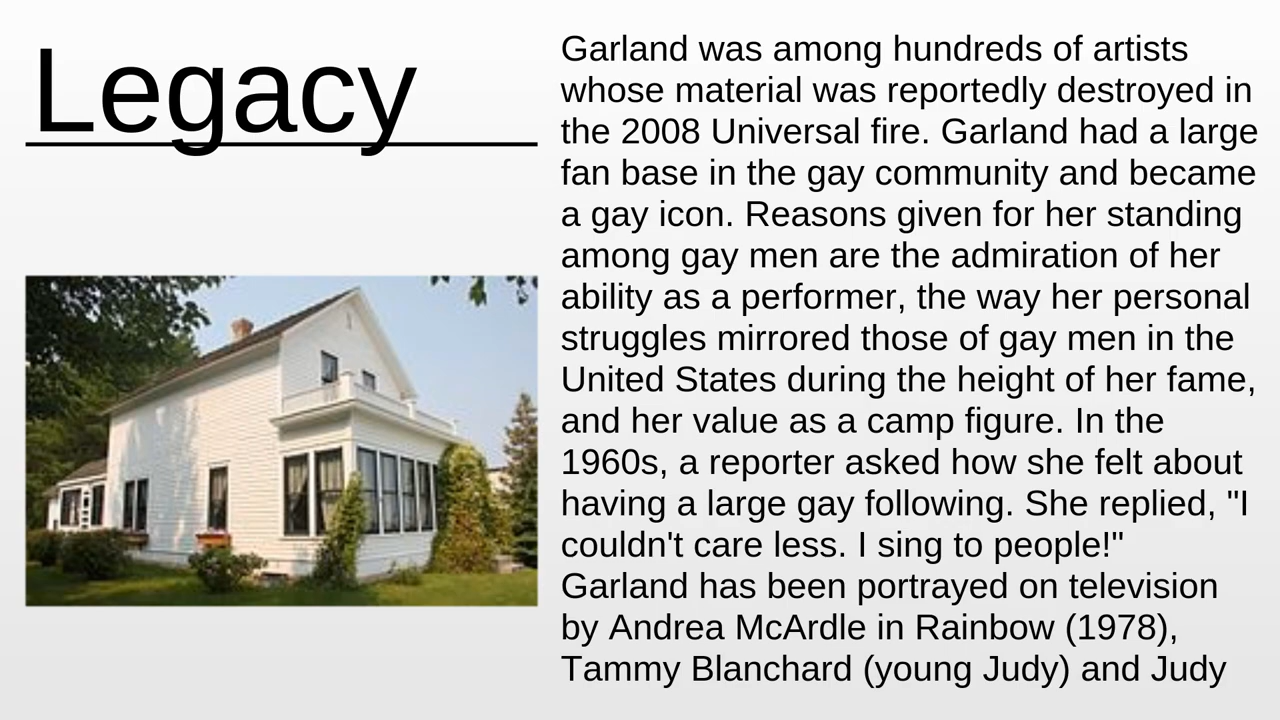 Legacy
Garland was among hundreds of artists
whose material was reportedly destroyed in
the 2008 Universal fire. Garland had a large
fan base in the gay community and became
a gay icon. Reasons given for her standing
among gay men are the admiration of her
ability as a performer, the way her personal
struggles mirrored those of gay men in the
United States during the height of her fame,
and her value as a camp figure. In the
1960s, a reporter asked how she felt about
having a large gay following. She replied, "I
couldn't care less. I sing to people!"
Garland has been portrayed on television
by Andrea McArdle in Rainbow (1978),
Tammy Blanchard (young Judy) and Judy